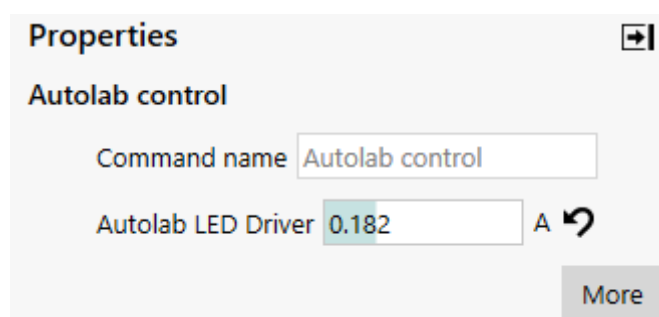 Properties
Autolab control
Command name Autolab control
Autolab LED Driver 0.182 A
More